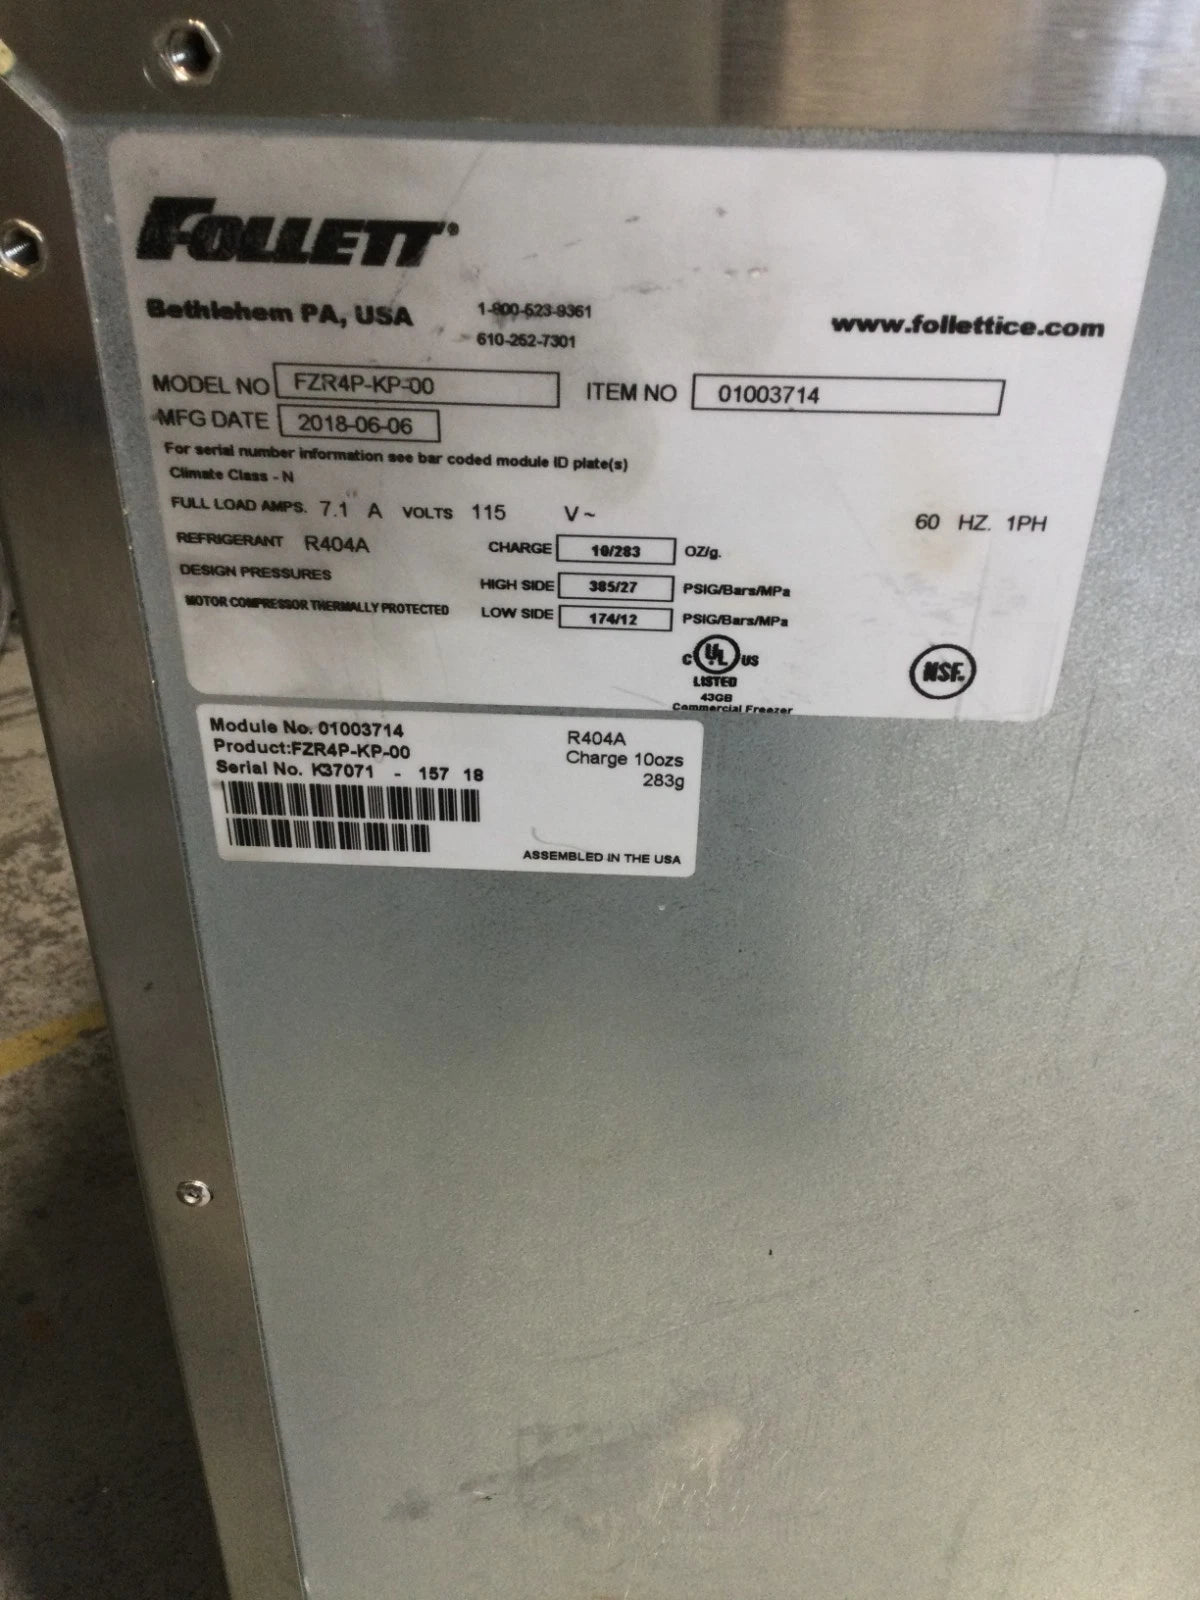 FOLLETT®
Bethlehem PA, USA
1-800-523-9361
610-252-7301
www.follettice.com
MODEL NO FZR4P-KP-00 ITEM NO 01003714
MFG DATE 2018-06-06
For serial number information see bar coded module ID plate(s)
Climate Class - N
FULL LOAD AMPS. 7.1 A VOLTS 115 V~ 60 HZ. 1PH
REFRIGERANT R404A CHARGE 10/283 OZ/g.
DESIGN PRESSURES HIGH SIDE 385/27 PSIG/Bars/MPa
MOTOR COMPRESSOR THERMALLY PROTECTED LOW SIDE 174/12 PSIG/Bars/MPa
C UL US
LISTED
43GB
Commercial Freezer
NSF.
Module No. 01003714
Product:FZR4P-KP-00
Serial No. K37071 - 157 18
R404A
Charge 10ozs
283g
ASSEMBLED IN THE USA